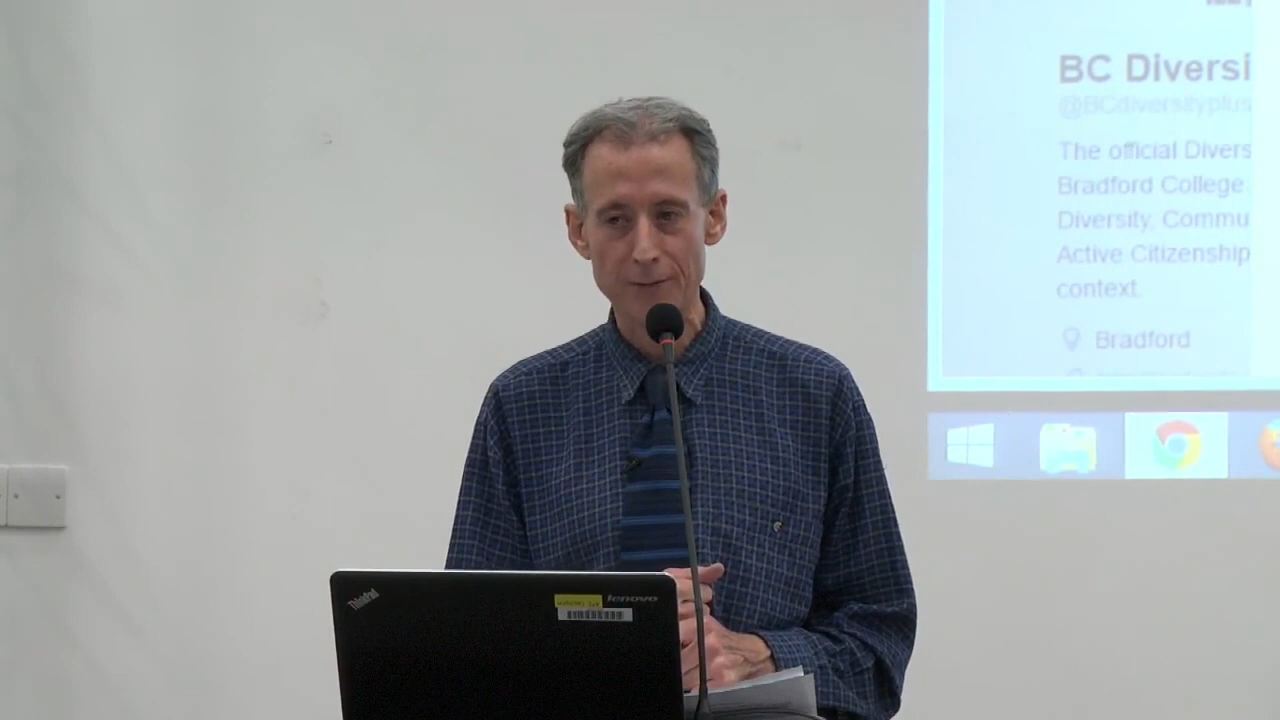 BC Diversi
@BCdiversityplus
The official Divers
Bradford College
Diversity, Commu
Active Citizenship
context.
Bradford
ThinkPad
lenovo